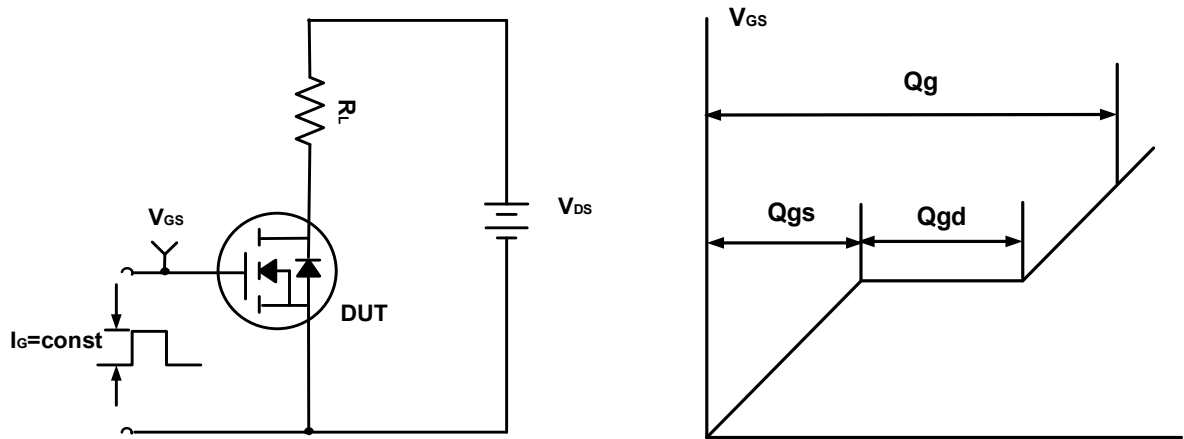 RL
VDS
VGS
DUT
IG=const
VGS
Qg
Qgs
Qgd